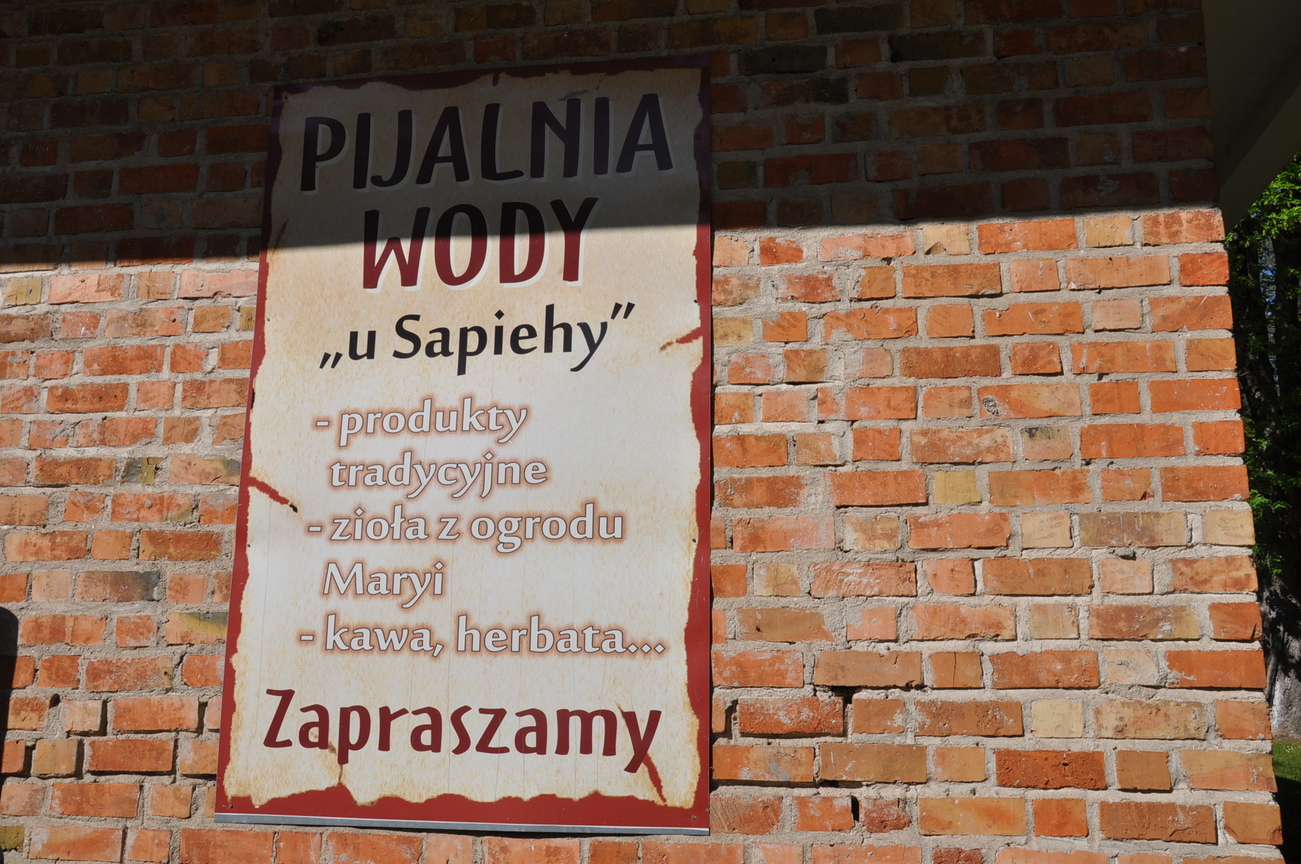 PIJALNIA
WODY
„u Sapiehy”
- produkty
tradycyjne
- zioła z ogrodu
Maryi
- kawa, herbata...
Zapraszamy